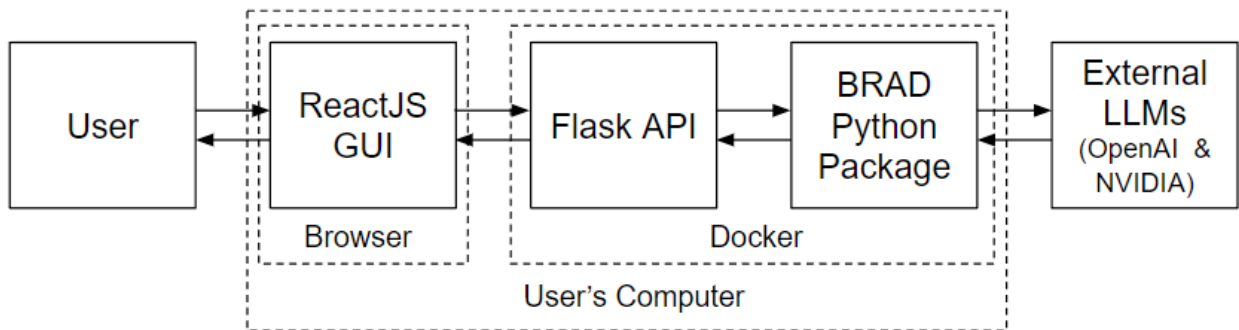 User
ReactJS
GUI
Flask API
BRAD
Python
Package
External
LLMs
(OpenAI &
NVIDIA)
Browser
Docker
User's Computer